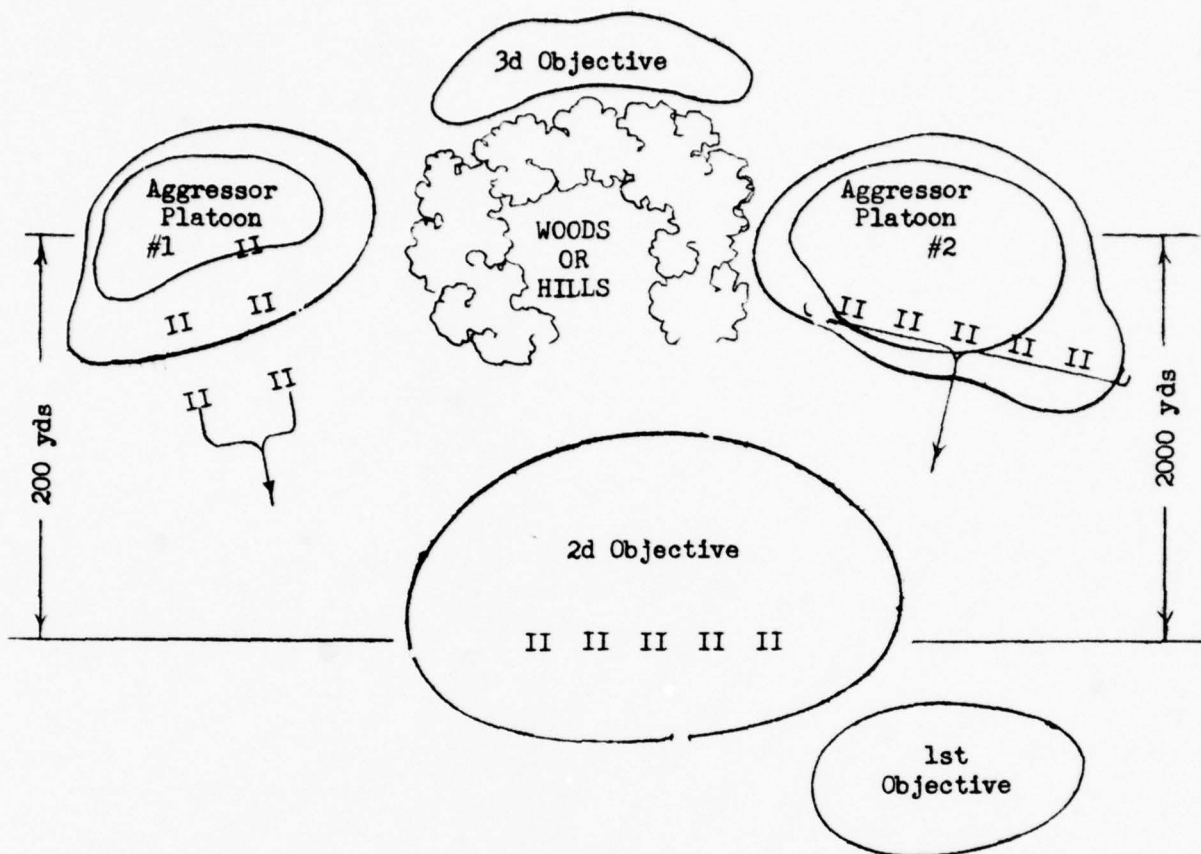 3d Objective
Aggressor
Platoon
#1
II
II
II
II
II
WOODS
OR
HILLS
Aggressor
Platoon
#2
II
II
II
II
II
200 yds
2000 yds
2d Objective
II II II II II
1st
Objective